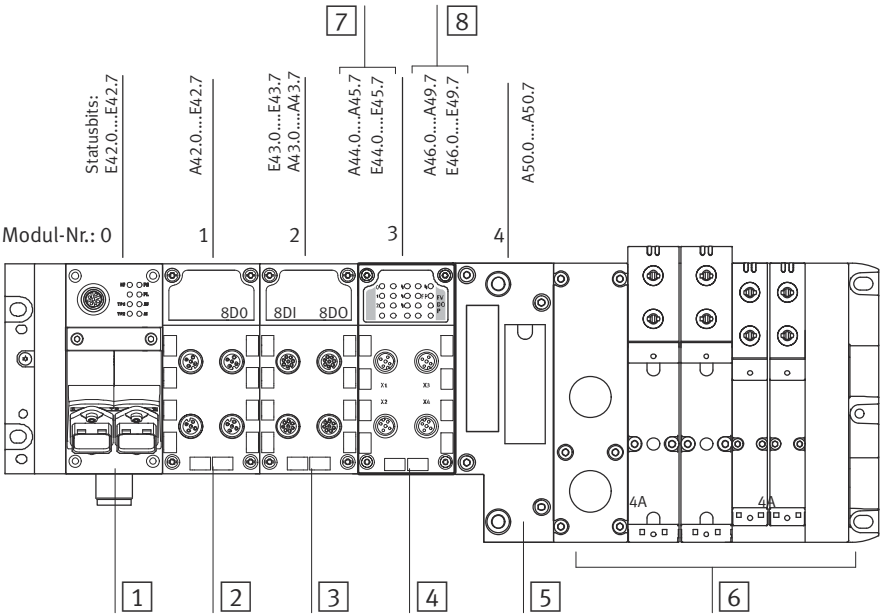 7
8
Statusbits:
E42.0....E42.7
A42.0....E42.7
E43.0....E43.7
A43.0....A43.7
A44.0....A45.7
E44.0....E45.7
A46.0....A49.7
E46.0....E49.7
A50.0....A50.7
Modul-Nr.: 0
1
2
3
4
8D0
8DI
8DO
X1
X3
X2
X4
4A
4A
1
2
3
4
5
6